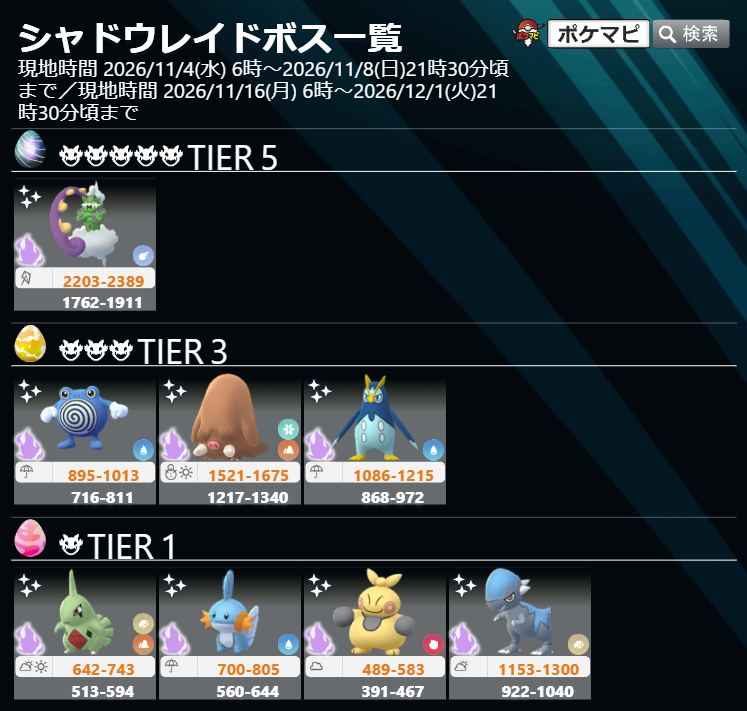 シャドウレイドボス一覧
ポケマピ
ポケマピ 検索
現地時間 2026/11/4(水) 6時～2026/11/8(日)21時30分頃
まで／現地時間 2026/11/16(月) 6時～2026/12/1(火)21
時30分頃まで
TIER 5
2203-2389
1762-1911
TIER 3
895-1013 1521-1675 1086-1215
716-811 1217-1340 868-972
TIER 1
642-743 700-805 489-583 1153-1300
513-594 560-644 391-467 922-1040